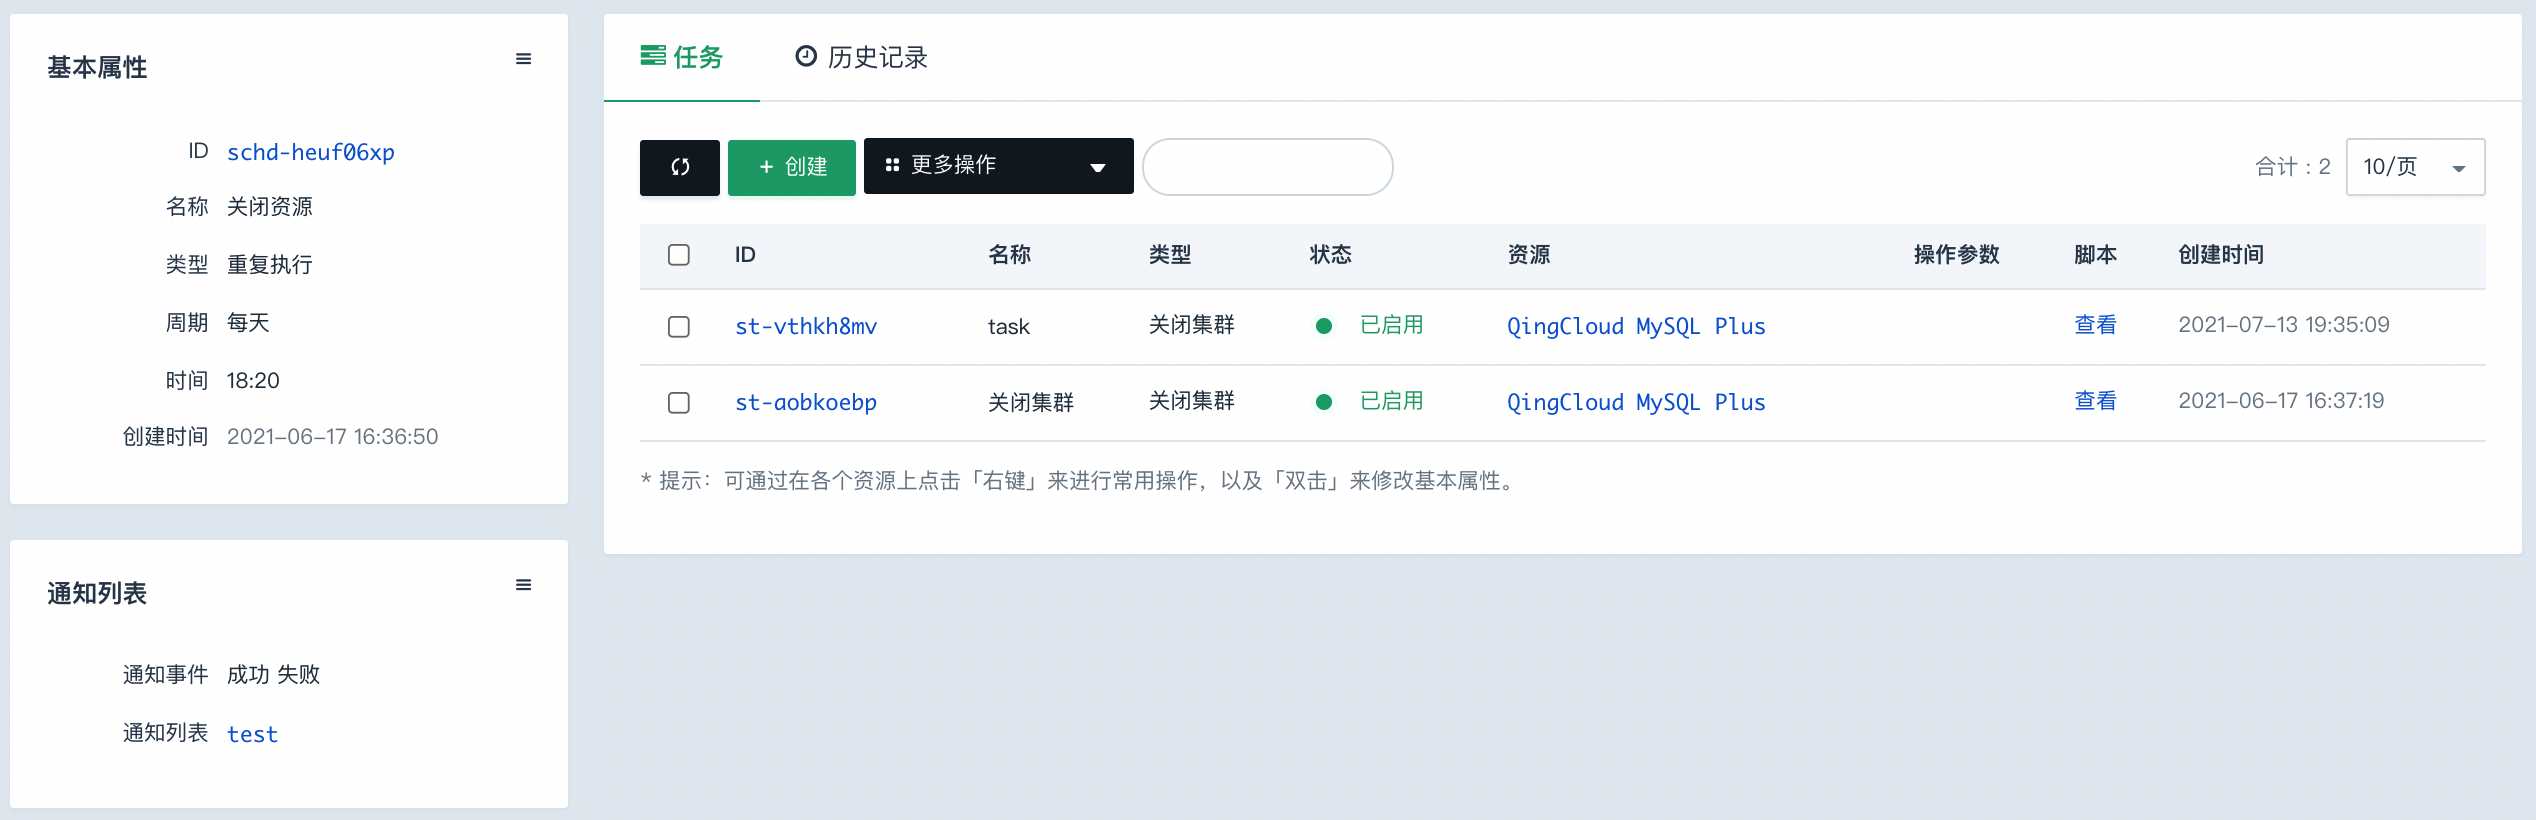 基本属性
ID schd-heuf06xp
名称 关闭资源
类型 重复执行
周期 每天
时间 18:20
创建时间 2021-06-17 16:36:50
通知列表
通知事件 成功 失败
通知列表 test
任务 历史记录
+ 创建 更多操作 合计：2 10/页
ID 名称 类型 状态 资源 操作参数 脚本 创建时间
st-vthkh8mv task 关闭集群 已启用 QingCloud MySQL Plus 查看 2021-07-13 19:35:09
st-aobkoebp 关闭集群 关闭集群 已启用 QingCloud MySQL Plus 查看 2021-06-17 16:37:19
* 提示：可通过在各个资源上点击「右键」来进行常用操作，以及「双击」来修改基本属性。